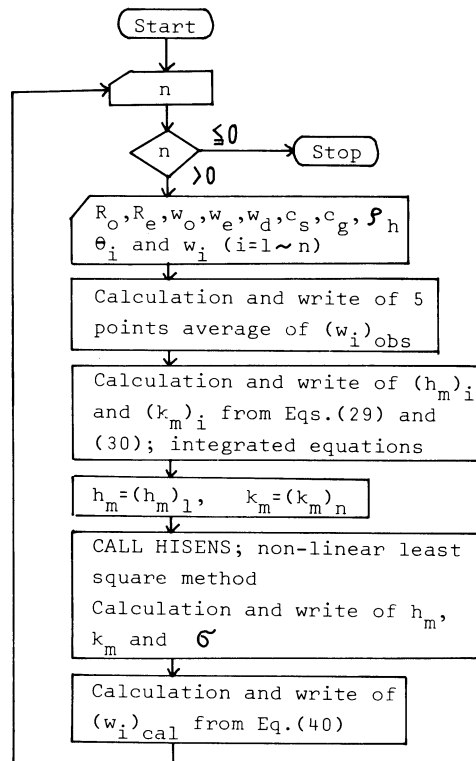 Start
n
n
≦0
Stop
>0
R_o,R_e,w_o,w_e,w_d,c_s,c_g,ρ_h
θ_i and w_i (i=1~n)
Calculation and write of 5
points average of (w_i)_obs
Calculation and write of (h_m)_i
and (k_m)_i from Eqs.(29) and
(30); integrated equations
h_m=(h_m)_1, k_m=(k_m)_n
CALL HISENS; non-linear least
square method
Calculation and write of h_m,
k_m and σ
Calculation and write of
(w_i)_cal from Eq.(40)